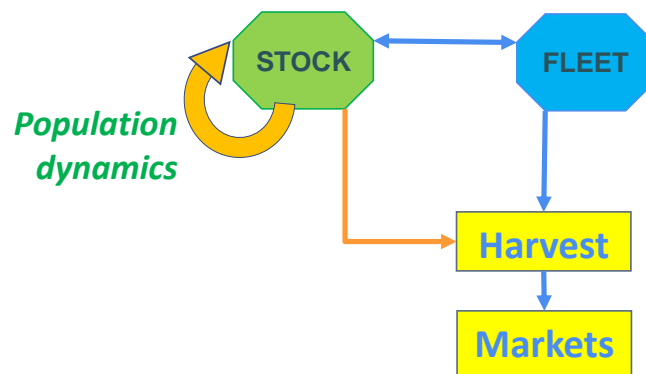 STOCK
FLEET
Population
dynamics
Harvest
Markets